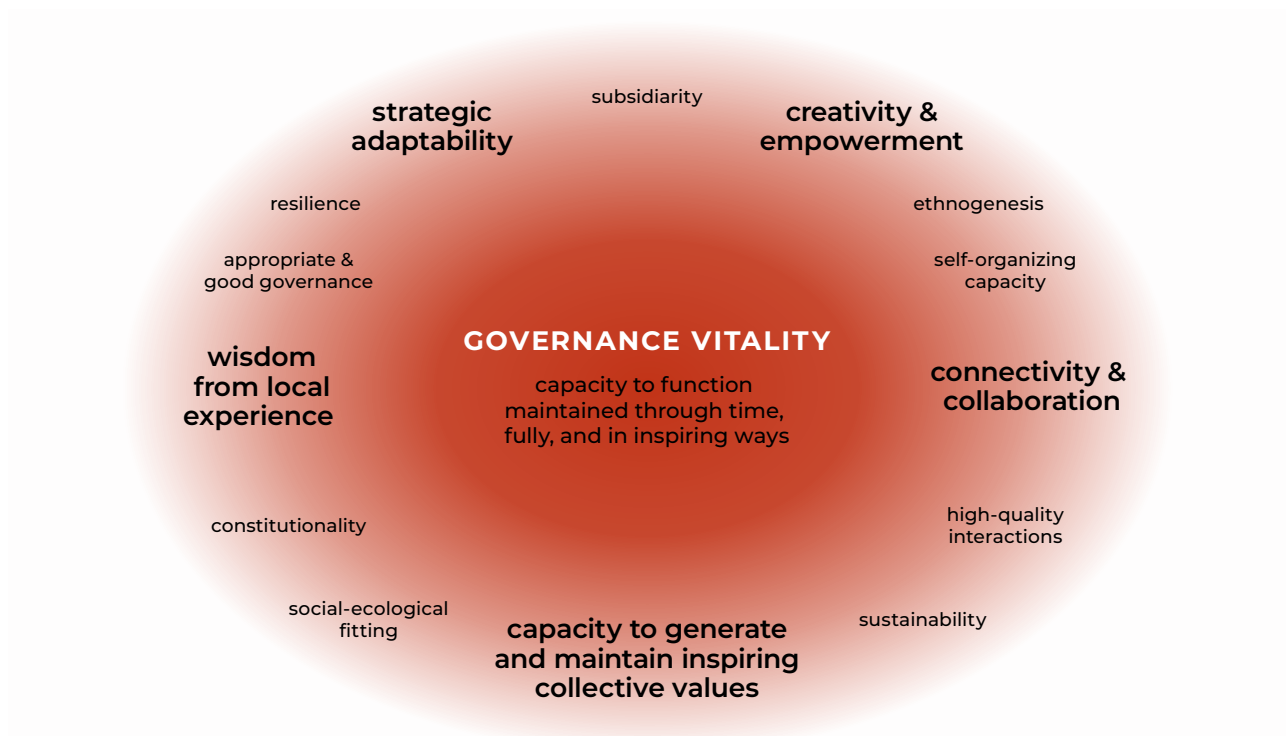 subsidiarity
strategic
adaptability
creativity &
empowerment
resilience
ethnogenesis
appropriate &
good governance
self-organizing
capacity
GOVERNANCE VITALITY
wisdom
from local
experience
capacity to function
maintained through time,
fully, and in inspiring ways
connectivity &
collaboration
constitutionality
high-quality
interactions
social-ecological
fitting
capacity to generate
and maintain inspiring
collective values
sustainability